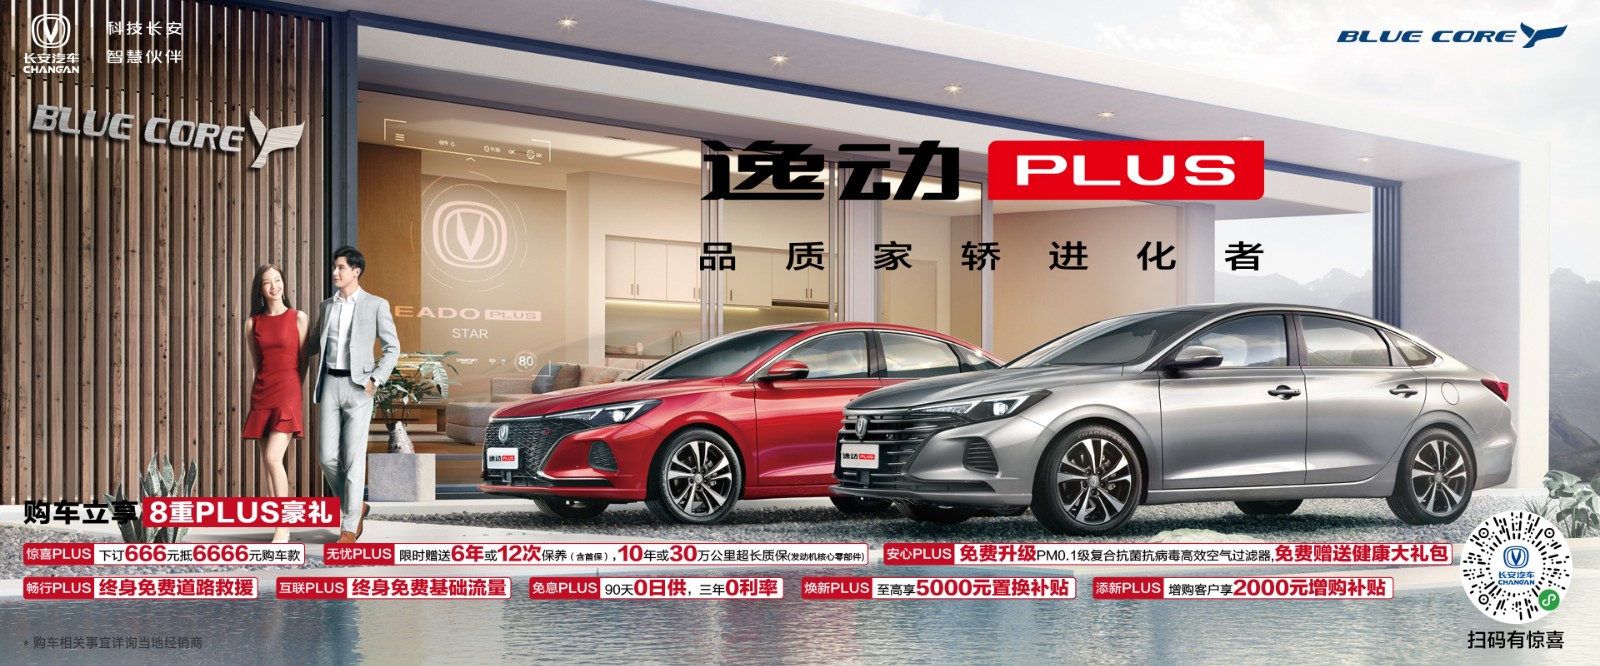 长安汽车
CHANGAN
科技长安
智慧伙伴
BLUE CORE
BLUE CORE
逸动 PLUS
品质家轿进化者
EADO PLUS
STAR
80
逸动PLUS
逸动PLUS
购车立享 8重PLUS豪礼
惊喜PLUS 下订666元抵6666元购车款
无忧PLUS 限时赠送6年或12次保养(含首保),10年或30万公里超长质保(发动机核心零部件)
安心PLUS 免费升级PM0.1级复合抗菌抗病毒高效空气过滤器,免费赠送健康大礼包
畅行PLUS 终身免费道路救援
互联PLUS 终身免费基础流量
免息PLUS 90天0日供,三年0利率
焕新PLUS 至高享5000元置换补贴
添新PLUS 增购客户享2000元增购补贴
长安汽车
CHANGAN
扫码有惊喜
* 购车相关事宜详询当地经销商